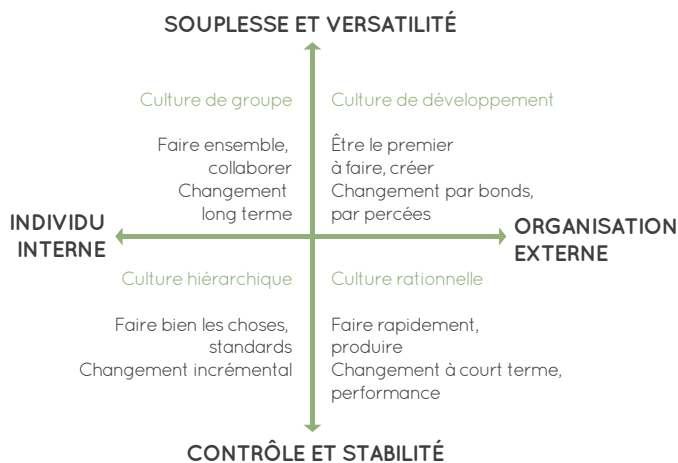 SOUPLESSE ET VERSATILITÉ
Culture de groupe
Faire ensemble,
collaborer
Changement
long terme
Culture de développement
Être le premier
à faire, créer
Changement par bonds,
par percées
INDIVIDU
INTERNE
ORGANISATION
EXTERNE
Culture hiérarchique
Faire bien les choses,
standards
Changement incrémental
Culture rationnelle
Faire rapidement,
produire
Changement à court terme,
performance
CONTRÔLE ET STABILITÉ